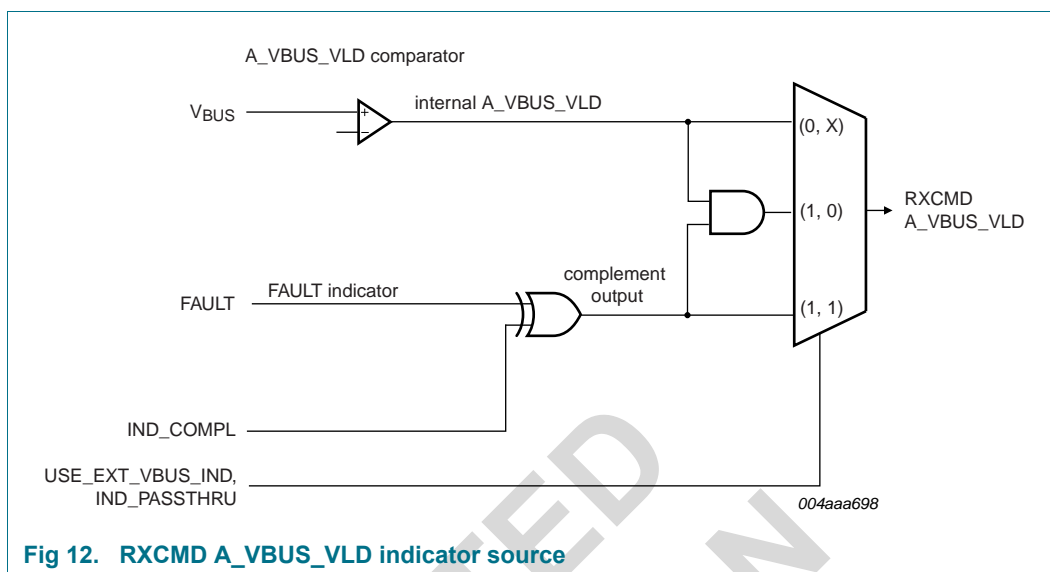 A_VBUS_VLD comparator
VBUS
+
−
internal A_VBUS_VLD
(0, X)
(1, 0)
RXCMD
A_VBUS_VLD
complement
output
FAULT
FAULT indicator
(1, 1)
IND_COMPL
USE_EXT_VBUS_IND,
IND_PASSTHRU
004aaa698
Fig 12. RXCMD A_VBUS_VLD indicator source